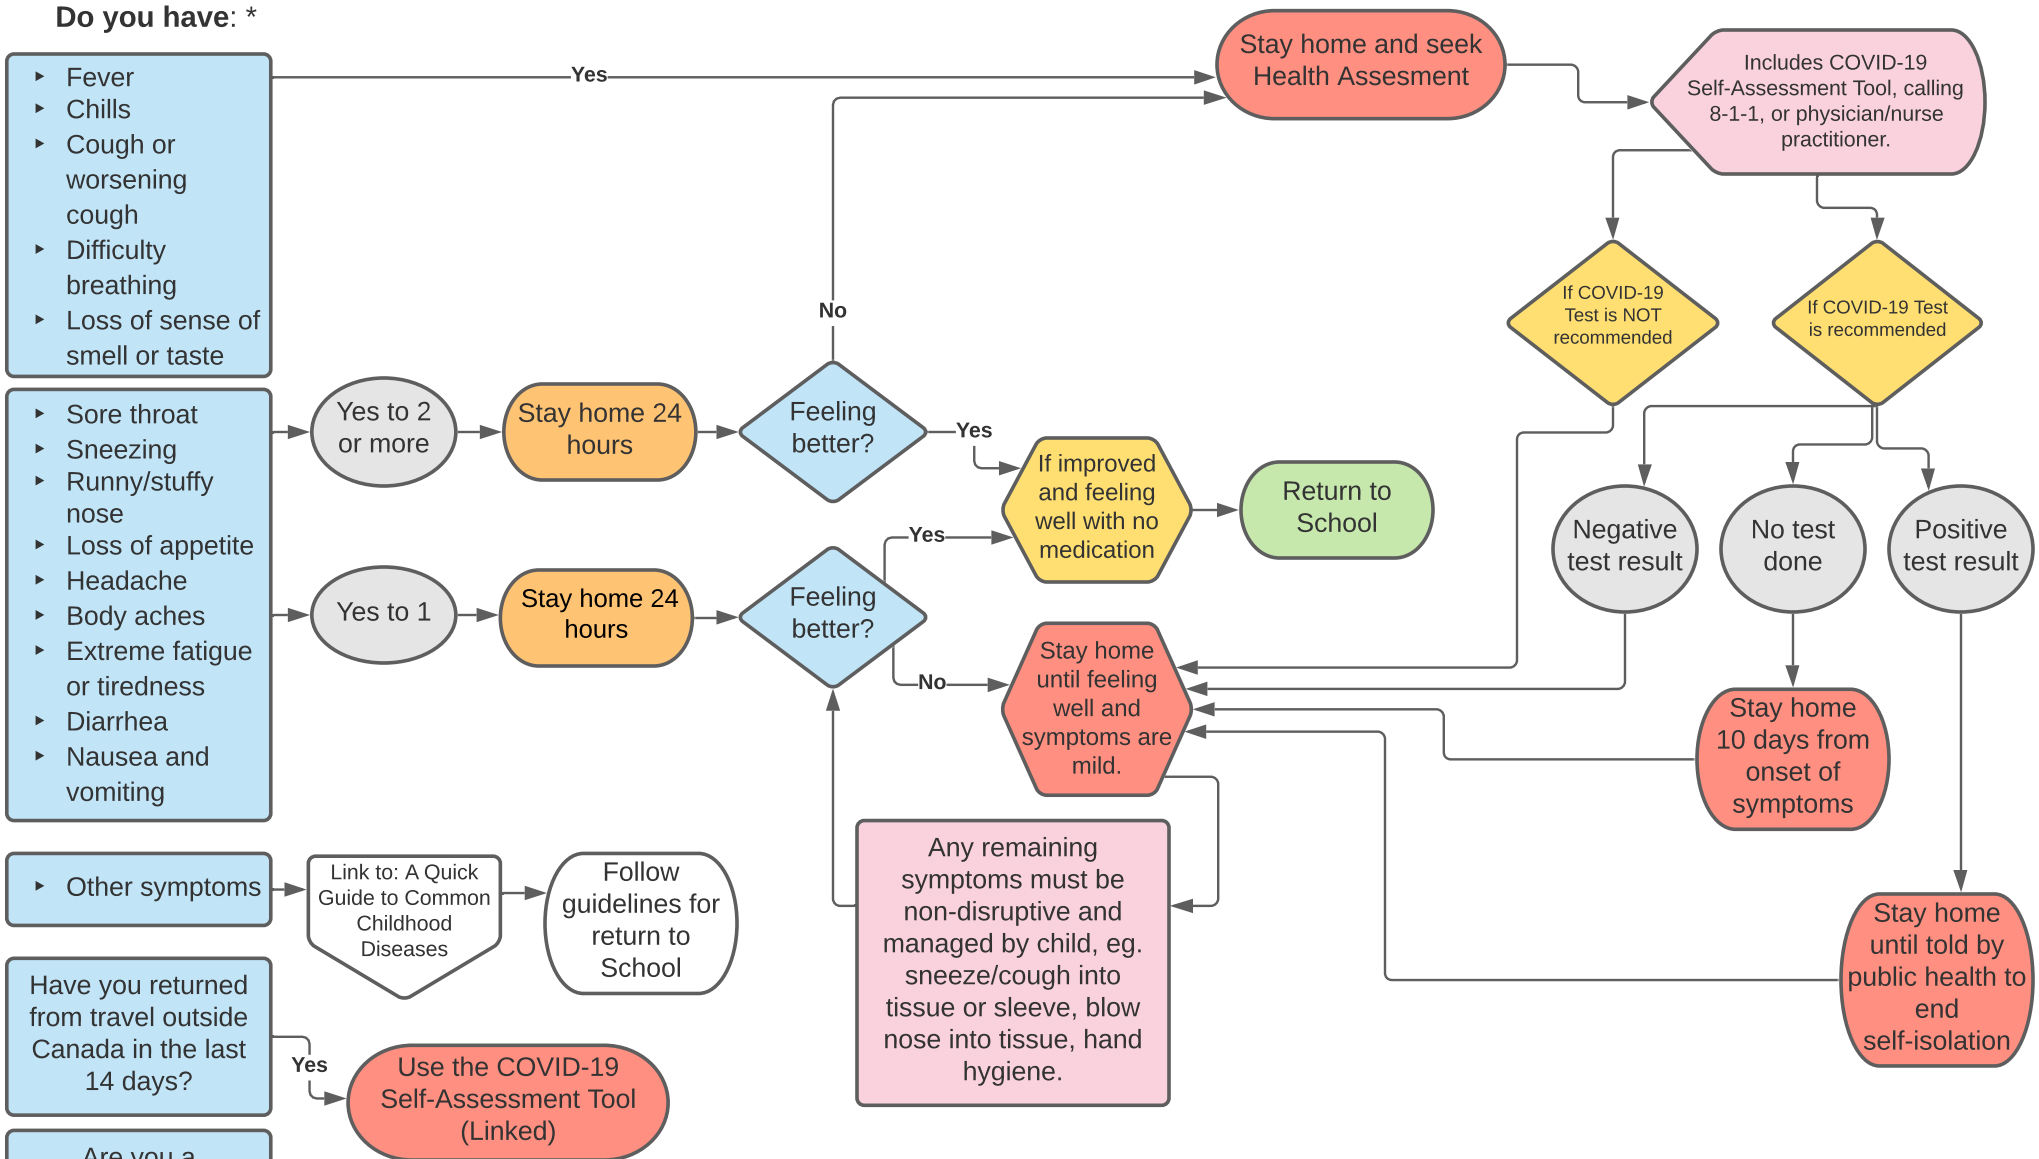 Do you have: *
‣ Fever
‣ Chills
‣ Cough or
worsening
cough
‣ Difficulty
breathing
‣ Loss of sense of
smell or taste
Yes
Stay home and seek
Health Assesment
Includes COVID-19
Self-Assessment Tool, calling
8-1-1, or physician/nurse
practitioner.
If COVID-19
Test is NOT
recommended
If COVID-19 Test
is recommended
‣ Sore throat
‣ Sneezing
‣ Runny/stuffy
nose
‣ Loss of appetite
‣ Headache
‣ Body aches
‣ Extreme fatigue
or tiredness
‣ Diarrhea
‣ Nausea and
vomiting
Yes to 2
or more
Stay home 24
hours
Feeling
better?
No
Yes
If improved
and feeling
well with no
medication
Return to
School
Yes to 1
Stay home 24
hours
Feeling
better?
Yes
No
Stay home
until feeling
well and
symptoms are
mild.
Negative
test result
No test
done
Positive
test result
Stay home
10 days from
onset of
symptoms
Stay home
until told by
public health to
end
self-isolation
Any remaining
symptoms must be
non-disruptive and
managed by child, eg.
sneeze/cough into
tissue or sleeve, blow
nose into tissue, hand
hygiene.
‣ Other symptoms
Link to: A Quick
Guide to Common
Childhood
Diseases
Follow
guidelines for
return to
School
Have you returned
from travel outside
Canada in the last
14 days?
Yes
Use the COVID-19
Self-Assessment Tool
(Linked)
Are you a